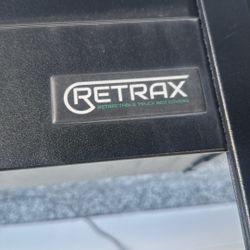 RETRAX
RETRACTABLE TRUCK BED COVERS